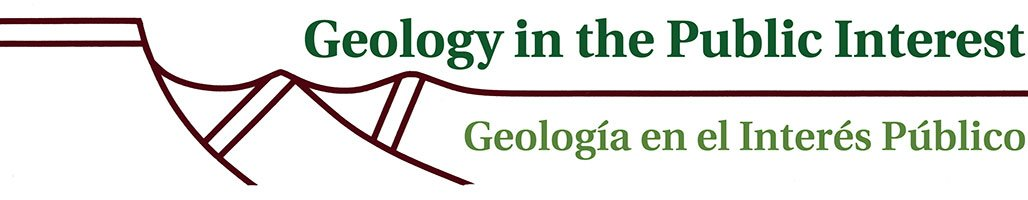 Geology in the Public Interest
Geología en el Interés Público